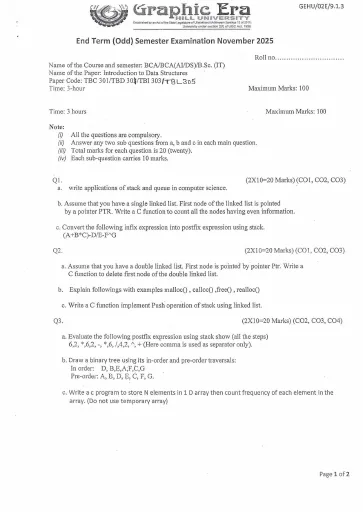 GEHU/02E/9.1.3
Graphic Era
HILL UNIVERSITY
End Term (Odd) Semester Examination November 2025
Roll no..............................
Name of the Course and semester: BCA/BCA(AI/DS)/B.Sc. (IT)
Name of the Paper: Introduction to Data Structures
Paper Code: TBC 301/TBD 301/TBI 303/TBL305
Time: 3-hour Maximum Marks: 100
Time: 3 hours Maximum Marks: 100
Note:
(i) All the questions are compulsory.
(ii) Answer any two sub questions from a, b and c in each main question.
(iii) Total marks for each question is 20 (twenty).
(iv) Each sub-question carries 10 marks.
Q1. (2X10=20 Marks) (CO1, CO2, CO3)
a. write applications of stack and queue in computer science.
b. Assume that you have a single linked list. First node of the linked list is pointed
by a pointer PTR. Write a C function to count all the nodes having even information.
c. Convert the following infix expression into postfix expression using stack.
(A+B*C)-D/E-F^G
Q2. (2X10=20 Marks) (CO1, CO2, CO3)
a. Assume that you have a double linked list. First node is pointed by pointer Ptr. Write a
C function to delete first node of the double linked list.
b. Explain followings with examples malloc() , calloc() ,free() , realloc()
c. Write a C function implement Push operation of stack using linked list.
Q3. (2X10=20 Marks) (CO2, CO3, CO4)
a. Evaluate the following postfix expression using stack show (all the steps)
6,2, *,6,2, -, *,6, /,4,2, ^, + (Here comma is used as separator only).
b. Draw a binary tree using its in-order and pre-order traversals:
In order: D, B,E,A,F,C,G
Pre-order: A, B, D, E, C, F, G.
c. Write a c program to store N elements in 1 D array then count frequency of each element in the
array. (Do not use temporary array)
Page 1 of 2